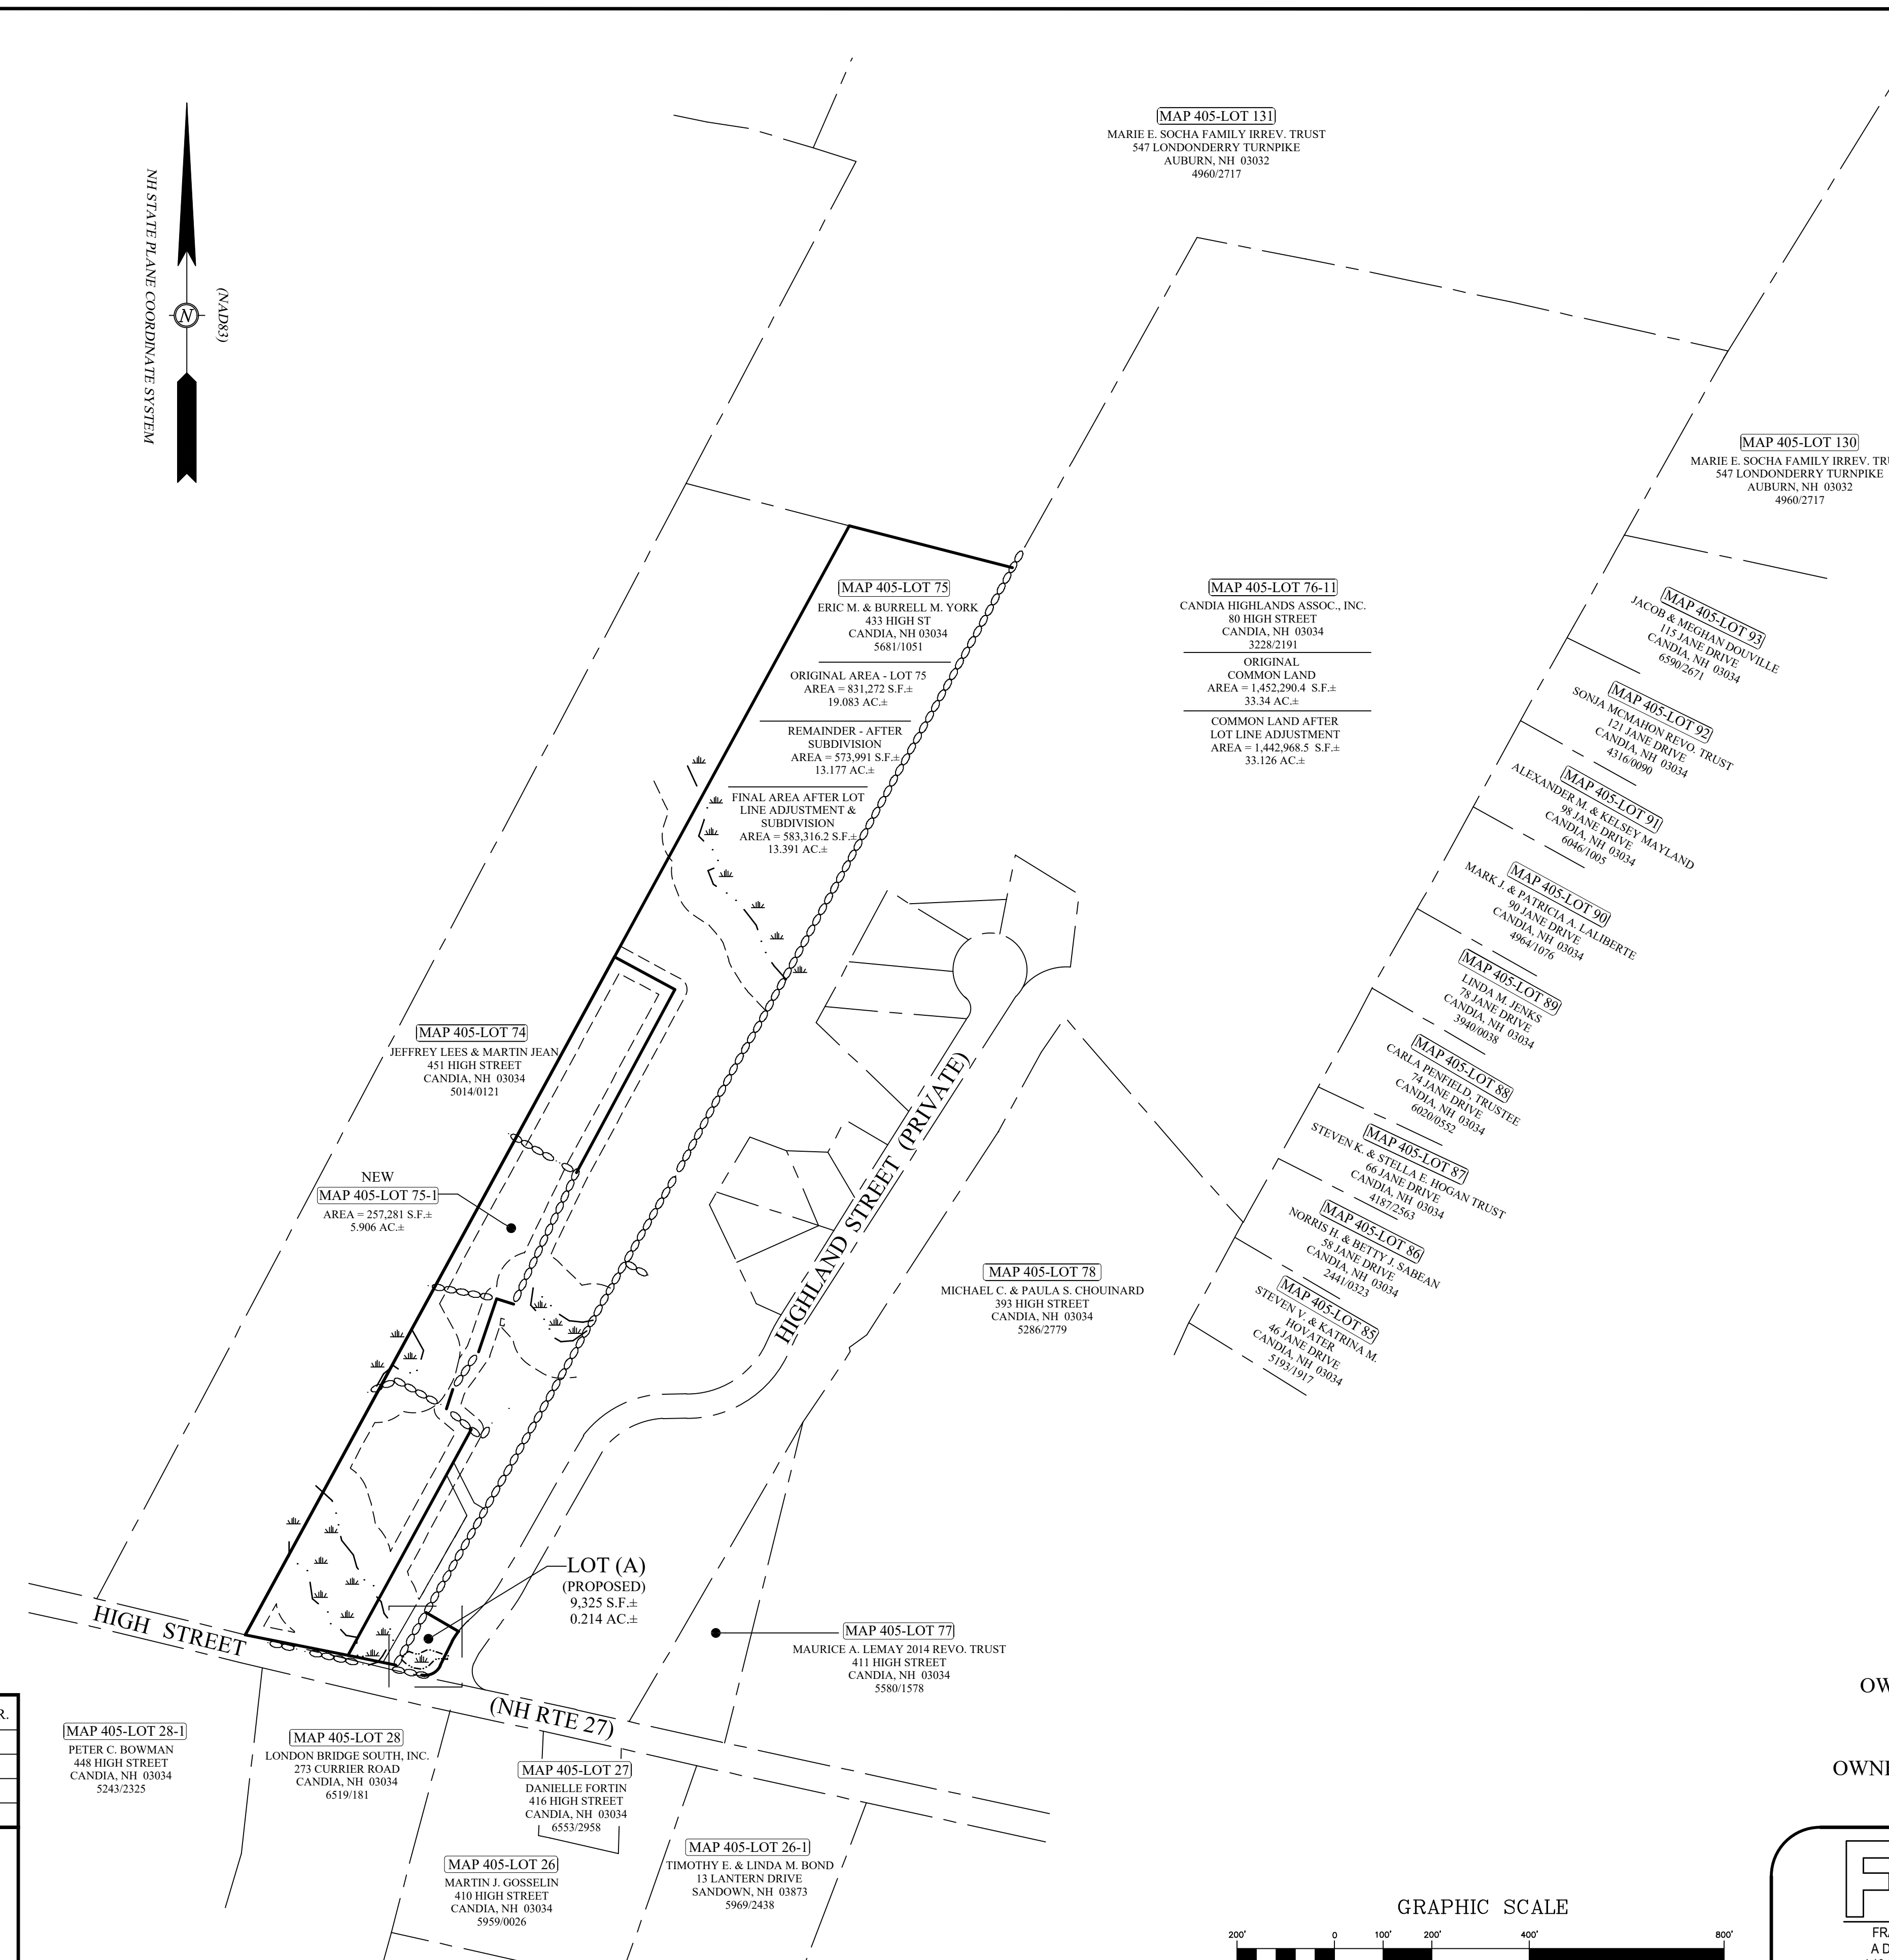 MAP 405-LOT 131
MARIE E. SOCHA FAMILY IRREV. TRUST
547 LONDONDERRY TURNPIKE
AUBURN, NH 03032
4960/2717
NH STATE PLANE COORDINATE SYSTEM
(NAD83)
N
MAP 405-LOT 130
MARIE E. SOCHA FAMILY IRREV. TRU
547 LONDONDERRY TURNPIKE
AUBURN, NH 03032
4960/2717
MAP 405-LOT 75
ERIC M. & BURRELL M. YORK
433 HIGH ST
CANDIA, NH 03034
5681/1051
ORIGINAL AREA - LOT 75
AREA = 831,272 S.F.±
19.083 AC.±
REMAINDER - AFTER
SUBDIVISION
AREA = 573,991 S.F.±
13.177 AC.±
FINAL AREA AFTER LOT
LINE ADJUSTMENT &
SUBDIVISION
AREA = 583,316.2 S.F.±
13.391 AC.±
MAP 405-LOT 76-11
CANDIA HIGHLANDS ASSOC., INC.
80 HIGH STREET
CANDIA, NH 03034
3228/2191
ORIGINAL
COMMON LAND
AREA = 1,452,290.4 S.F.±
33.34 AC.±
COMMON LAND AFTER
LOT LINE ADJUSTMENT
AREA = 1,442,968.5 S.F.±
33.126 AC.±
MAP 405-LOT 93
JACOB & MEGHAN DOUVILLE
115 JANE DRIVE
CANDIA, NH 03034
6590/2671
MAP 405-LOT 92
SONJA MCMAHON REVO. TRUST
121 JANE DRIVE
CANDIA, NH 03034
4316/0090
MAP 405-LOT 91
ALEXANDER M. & KELSEY MAYLAND
98 JANE DRIVE
CANDIA, NH 03034
6046/1005
MAP 405-LOT 90
MARK J. & PATRICIA A. LALIBERTE
90 JANE DRIVE
CANDIA, NH 03034
4964/1076
MAP 405-LOT 89
LINDA M. JENKS
78 JANE DRIVE
CANDIA, NH 03034
3940/0038
MAP 405-LOT 88
CARLA PENFIELD, TRUSTEE
74 JANE DRIVE
CANDIA, NH 03034
6020/0552
MAP 405-LOT 87
STEVEN K. & STELLA E. HOGAN TRUST
66 JANE DRIVE
CANDIA, NH 03034
4187/2563
MAP 405-LOT 86
NORRIS H. & BETTY J. SABEAN
58 JANE DRIVE
CANDIA, NH 03034
2441/0323
MAP 405-LOT 85
STEVEN V. & KATRINA M.
HOVATER
46 JANE DRIVE
CANDIA, NH 03034
5193/1917
MAP 405-LOT 74
JEFFREY LEES & MARTIN JEAN
451 HIGH STREET
CANDIA, NH 03034
5014/0121
NEW
MAP 405-LOT 75-1
AREA = 257,281 S.F.±
5.906 AC.±
HIGHLAND STREET (PRIVATE)
MAP 405-LOT 78
MICHAEL C. & PAULA S. CHOUINARD
393 HIGH STREET
CANDIA, NH 03034
5286/2779
LOT (A)
(PROPOSED)
9,325 S.F.±
0.214 AC.±
HIGH STREET
(NH RTE 27)
MAP 405-LOT 77
MAURICE A. LEMAY 2014 REVO. TRUST
411 HIGH STREET
CANDIA, NH 03034
5580/1578
R.
MAP 405-LOT 28-1
PETER C. BOWMAN
448 HIGH STREET
CANDIA, NH 03034
5243/2325
MAP 405-LOT 28
LONDON BRIDGE SOUTH, INC.
273 CURRIER ROAD
CANDIA, NH 03034
6519/181
MAP 405-LOT 27
DANIELLE FORTIN
416 HIGH STREET
CANDIA, NH 03034
6553/2958
MAP 405-LOT 26
MARTIN J. GOSSELIN
410 HIGH STREET
CANDIA, NH 03034
5959/0026
MAP 405-LOT 26-1
TIMOTHY E. & LINDA M. BOND
13 LANTERN DRIVE
SANDOWN, NH 03873
5969/2438
OW
OWNE
GRAPHIC SCALE
200' 0 100' 200' 400' 800'
F
FRA
A D